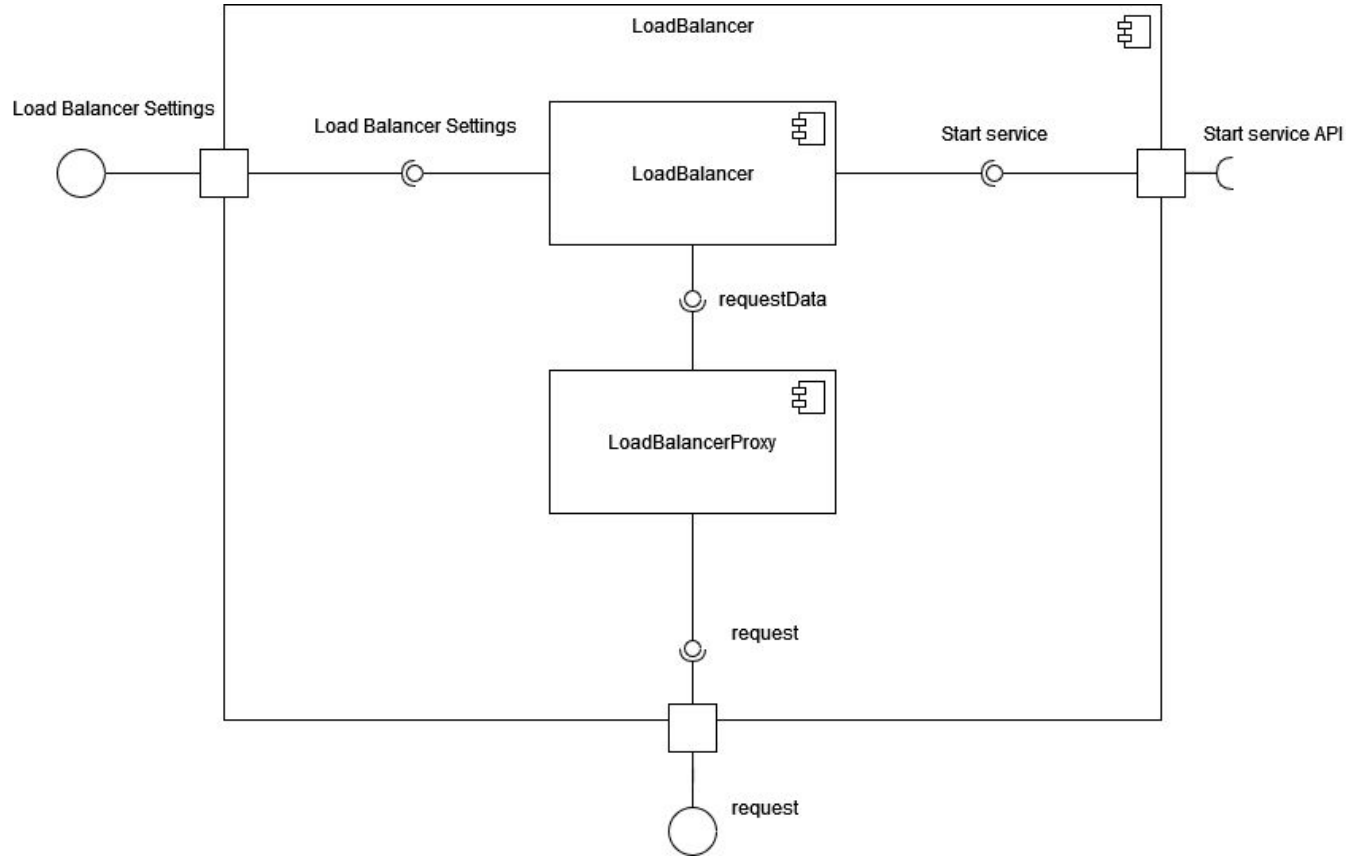 LoadBalancer
Load Balancer Settings
Load Balancer Settings
Start service
Start service API
LoadBalancer
requestData
LoadBalancerProxy
request
request